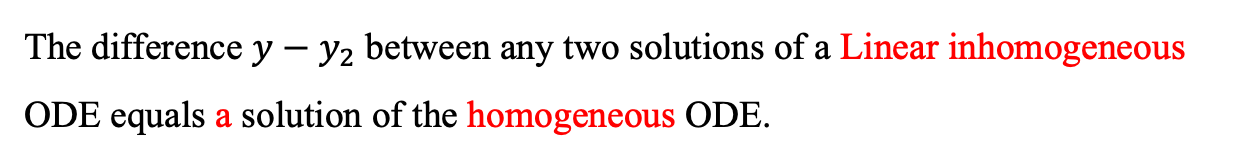 The difference y − y₂ between any two solutions of a Linear inhomogeneous
ODE equals a solution of the homogeneous ODE.